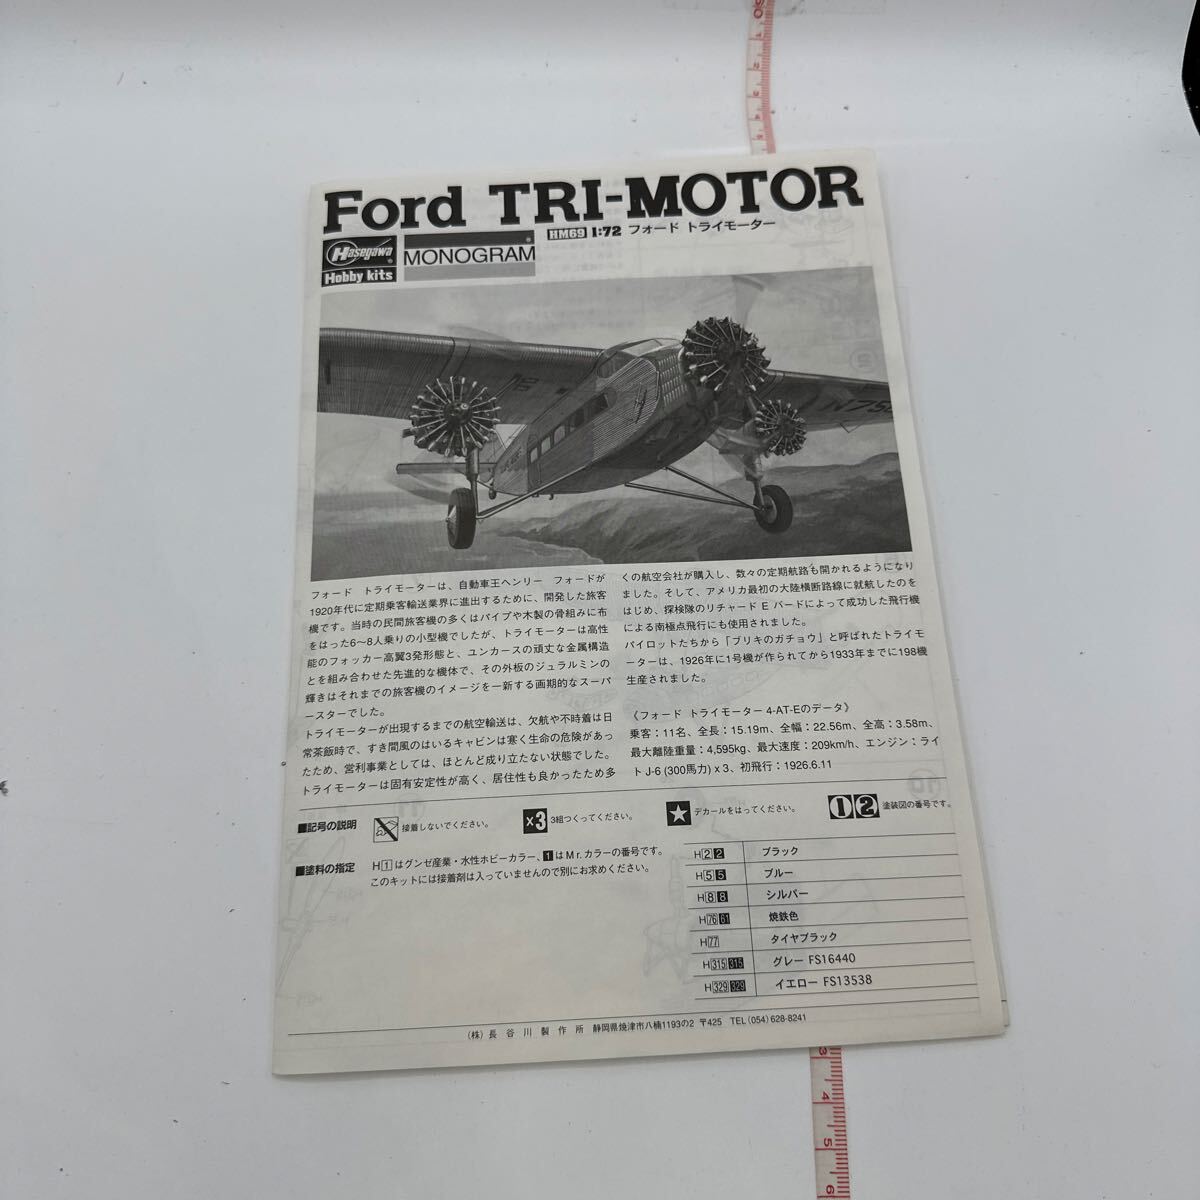 Ford TRI-MOTOR
HM69 1:72 フォード トライモーター
Hasegawa
Hobby kits
MONOGRAM
フォード トライモーターは、自動車王ヘンリー フォードが
1920年代に定期乗客輸送業界に進出するために、開発した旅客
機です。当時の民間旅客機の多くはパイプや木製の骨組みに布
をはった6〜8人乗りの小型機でしたが、トライモーターは高性
能のフォッカー高翼3発形態と、ユンカースの頑丈な金属構造
とを組み合わせた先進的な機体で、その外板のジュラルミンの
輝きはそれまでの旅客機のイメージを一新する画期的なスーパ
ースターでした。
トライモーターが出現するまでの航空輸送は、欠航や不時着は日
常茶飯時で、すき間風のはいるキャビンは寒く生命の危険があっ
たため、営利事業としては、ほとんど成り立たない状態でした。
トライモーターは固有安定性が高く、居住性も良かったため多
くの航空会社が購入し、数々の定期航路も開かれるようになり
ました。そして、アメリカ最初の大陸横断路線に就航したのを
はじめ、探検隊のリチャード E バードによって成功した飛行機
による南極点飛行にも使用されました。
パイロットたちから「ブリキのガチョウ」と呼ばれたトライモ
ーターは、1926年に1号機が作られてから1933年までに198機
生産されました。
《フォード トライモーター 4-AT-Eのデータ》
乗客：11名、全長：15.19m、全幅：22.56m、全高：3.58m、
最大離陸重量：4,595kg、最大速度：209km/h、エンジン：ライ
ト J-6 (300馬力) x 3、初飛行：1926.6.11
■記号の説明 接着しないでください。 x3 3組つくってください。 ★ デカールをはってください。 1 2 塗装図の番号です。
■塗料の指定 H1はグンゼ産業・水性ホビーカラー、1はMr.カラーの番号です。
このキットには接着剤は入っていませんので別にお求めください。
H2 2 ブラック
H5 5 ブルー
H8 8 シルバー
H76 61 焼鉄色
H77 タイヤブラック
H315 315 グレー FS16440
H329 329 イエロー FS13538
(株) 長谷川製作所 静岡県焼津市八楠1193の2 〒425 TEL (054) 628-8241
3
4
5
6